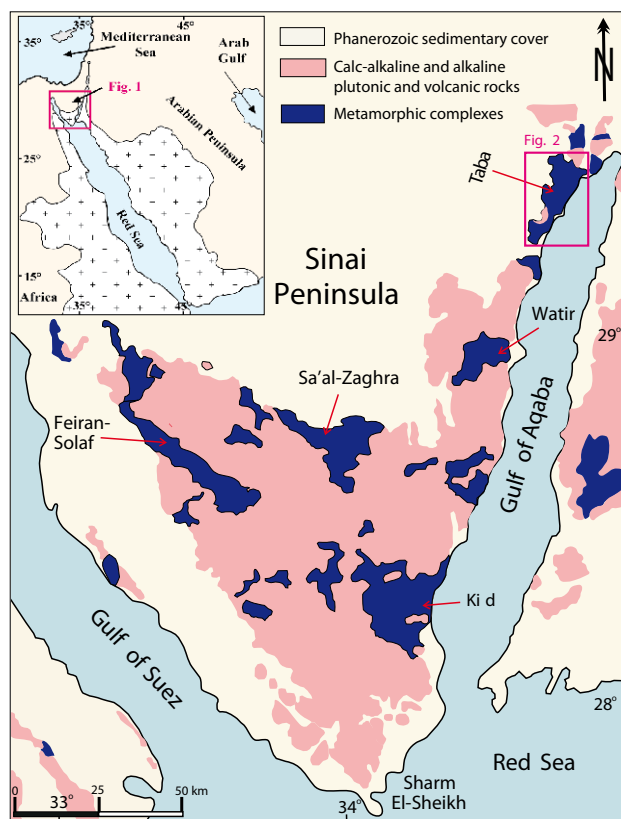 35°
45°
Mediterranean
Sea
Arab
Gulf
35°
Fig. 1
Arabian Peninsula
25°
Red Sea
15°
Africa
35°
45°
Phanerozoic sedimentary cover
Calc-alkaline and alkaline
plutonic and volcanic rocks
Metamorphic complexes
N
Fig. 2
Taba
Sinai
Peninsula
Watir
29°
Sa'al-Zaghra
Feiran-
Solaf
Gulf of Aqaba
Ki d
Gulf of Suez
28°
Red Sea
Sharm
El-Sheikh
0
25
50 km
33°
34°